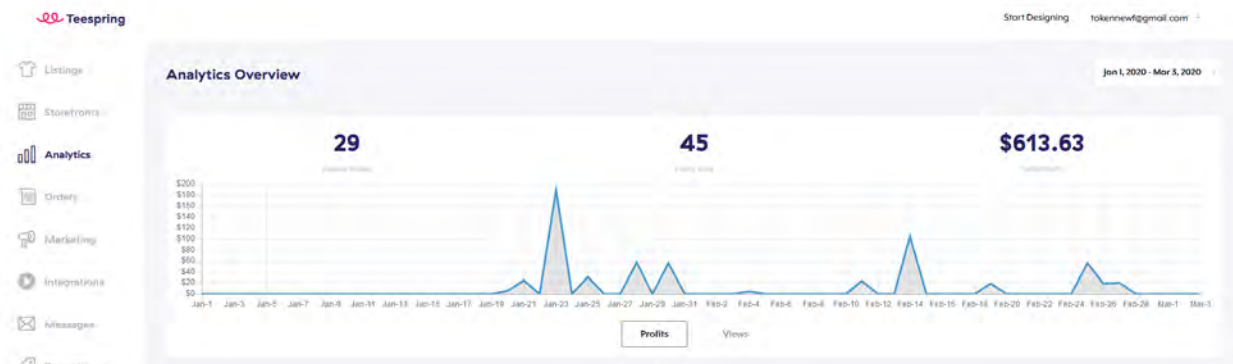 Teespring
Start Designing
tokennewf@gmail.com
Listings
Analytics Overview
Jan 1, 2020 - Mar 3, 2020
Storefronts
29
45
$613.63
Analytics
$200
$180
$160
$140
$120
$100
$80
$60
$40
$20
$0
Orders
Marketing
Integrations
Jan-1 Jan-3 Jan-5 Jan-7 Jan-9 Jan-11 Jan-13 Jan-15 Jan-17 Jan-19 Jan-21 Jan-23 Jan-25 Jan-27 Jan-29 Jan-31 Feb-2 Feb-4 Feb-6 Feb-8 Feb-10 Feb-12 Feb-14 Feb-16 Feb-18 Feb-20 Feb-22 Feb-24 Feb-26 Feb-28 Mar-1 Mar-3
Messages
Profits
Views